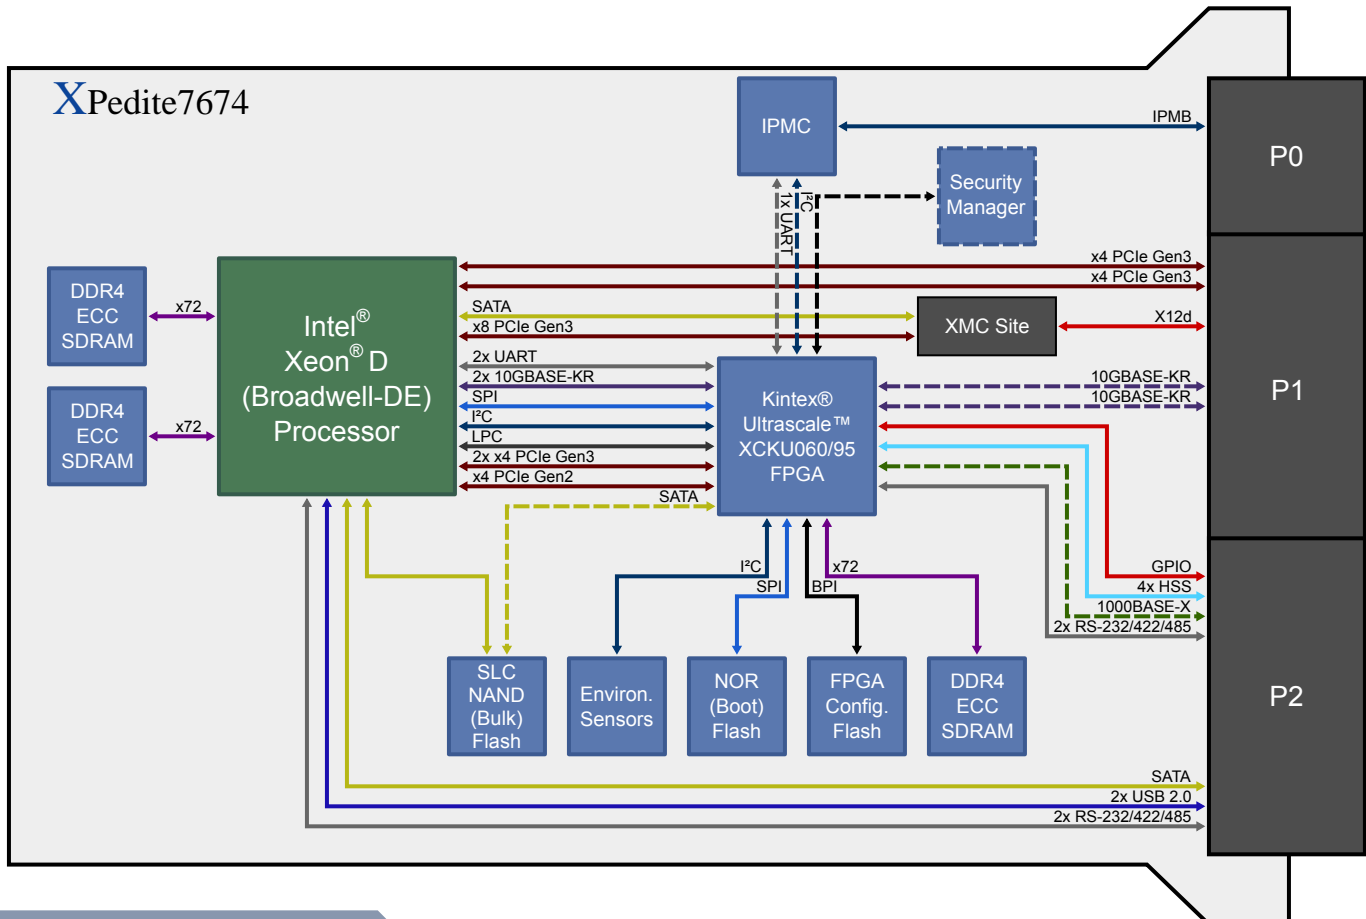 XPedite7674
IPMC
IPMB
P0
Security
Manager
I²C
1x UART
x4 PCIe Gen3
x4 PCIe Gen3
DDR4
ECC
SDRAM
x72
Intel®
Xeon® D
(Broadwell-DE)
Processor
SATA
x8 PCIe Gen3
XMC Site
X12d
2x UART
2x 10GBASE-KR
SPI
I²C
LPC
2x x4 PCIe Gen3
x4 PCIe Gen2
SATA
Kintex®
Ultrascale™
XCKU060/95
FPGA
10GBASE-KR
10GBASE-KR
P1
DDR4
ECC
SDRAM
x72
I²C
SPI
BPI
x72
GPIO
4x HSS
1000BASE-X
2x RS-232/422/485
SLC
NAND
(Bulk)
Flash
Environ.
Sensors
NOR
(Boot)
Flash
FPGA
Config.
Flash
DDR4
ECC
SDRAM
P2
SATA
2x USB 2.0
2x RS-232/422/485